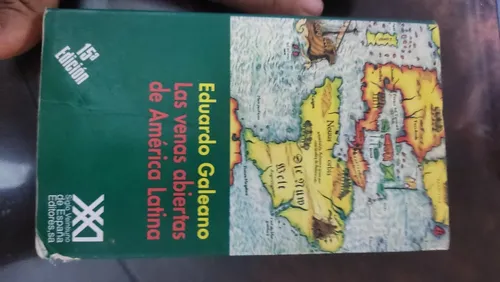 15ª Edición
Eduardo Galeano
Las venas abiertas
de América Latina
Siglo Veintiuno
de España
Editores, sa